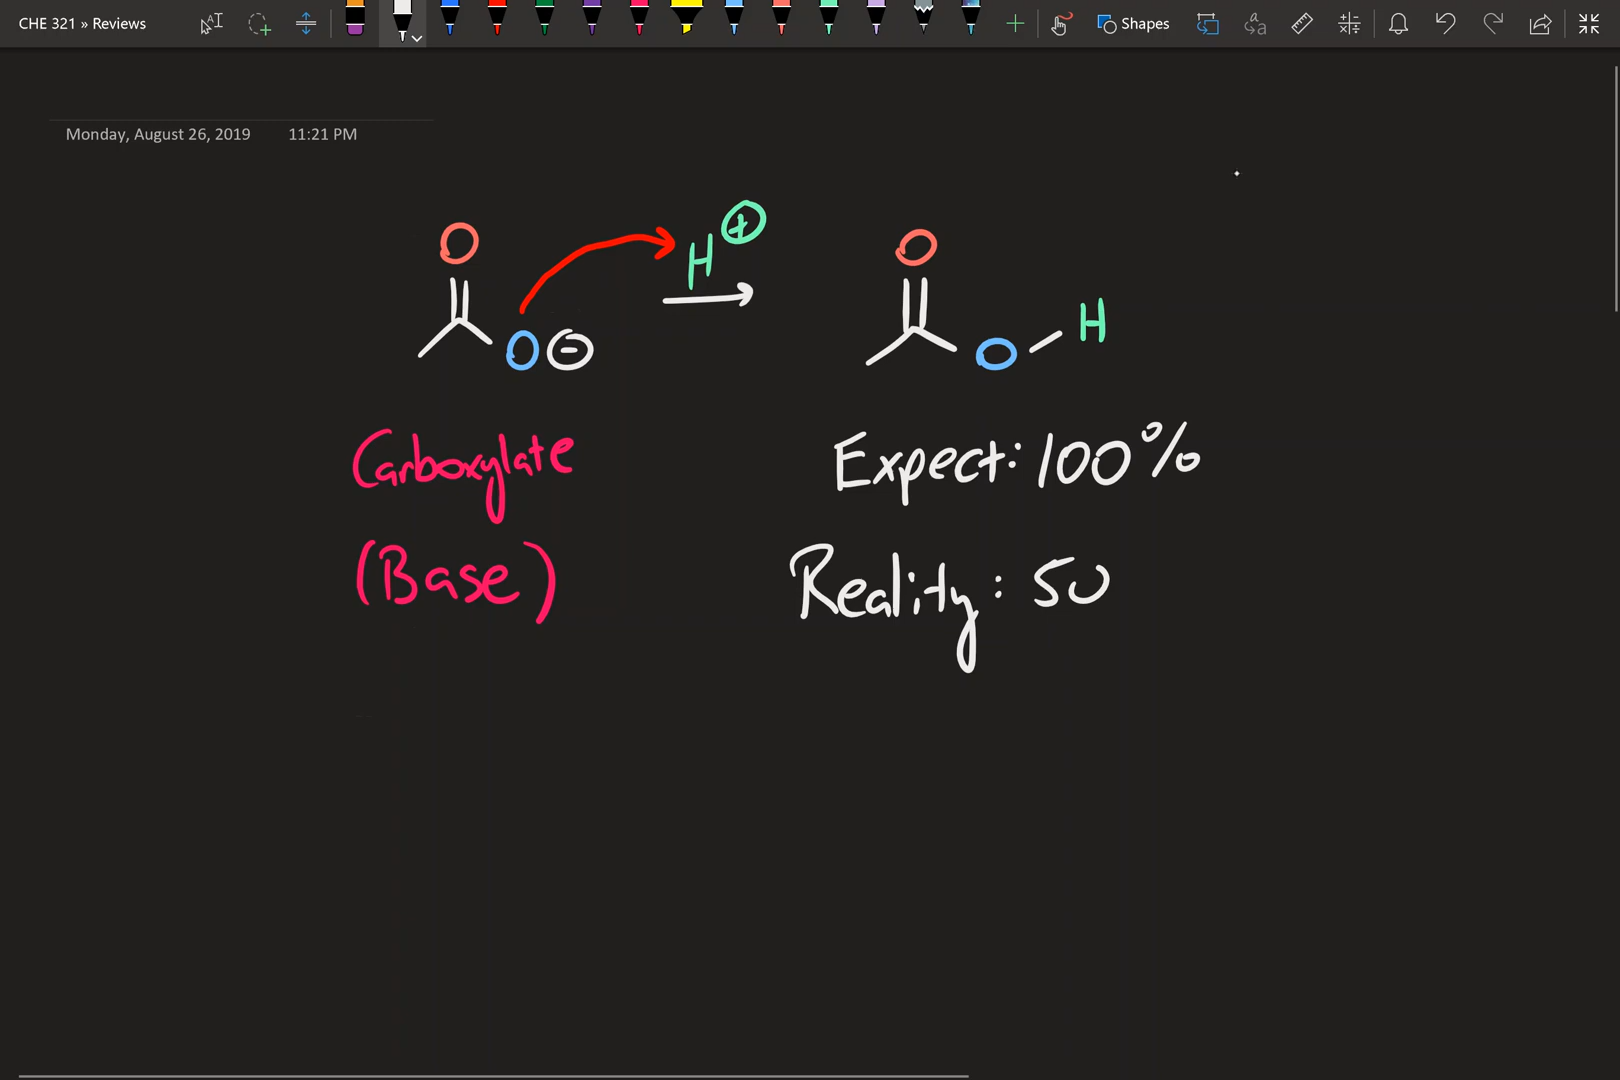 CHE 321 » Reviews
Shapes
Monday, August 26, 2019 11:21 PM
O
H +
O
O -
O
H
Carboxylate
(Base)
Expect: 100%
Reality: 50